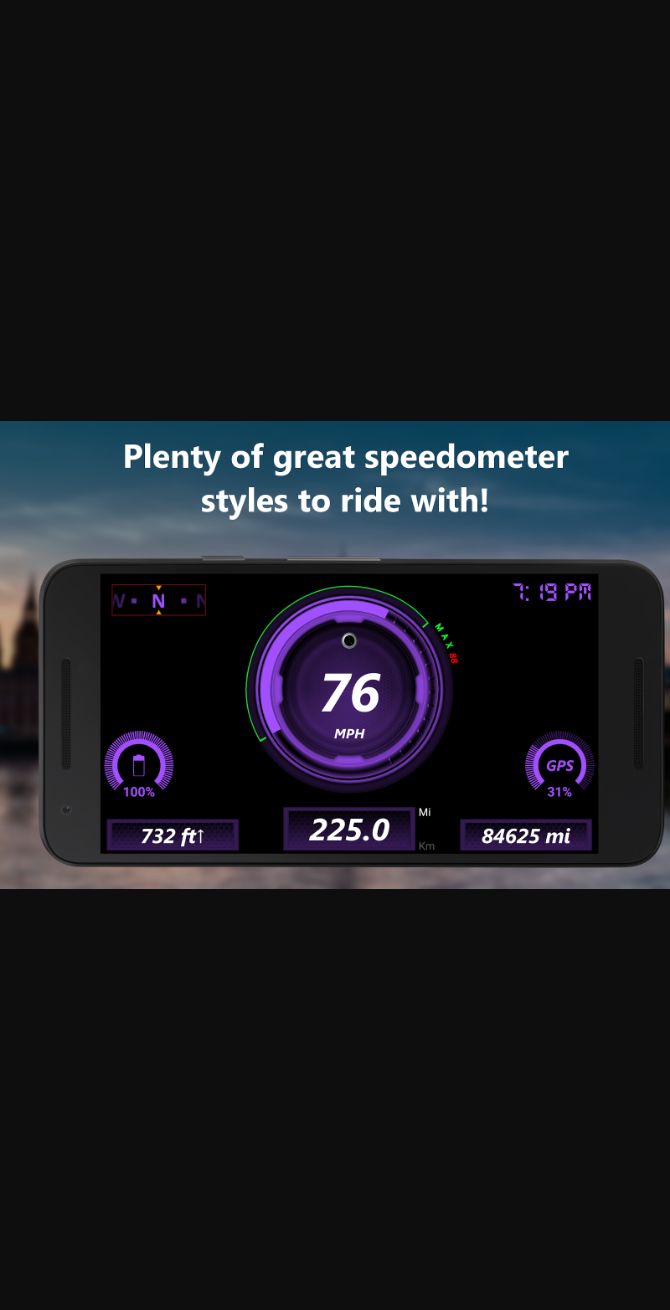 Plenty of great speedometer
styles to ride with!
N
7:19 PM
MAX 88
76
MPH
100%
GPS
31%
732 ft↑
225.0
Mi
Km
84625 mi